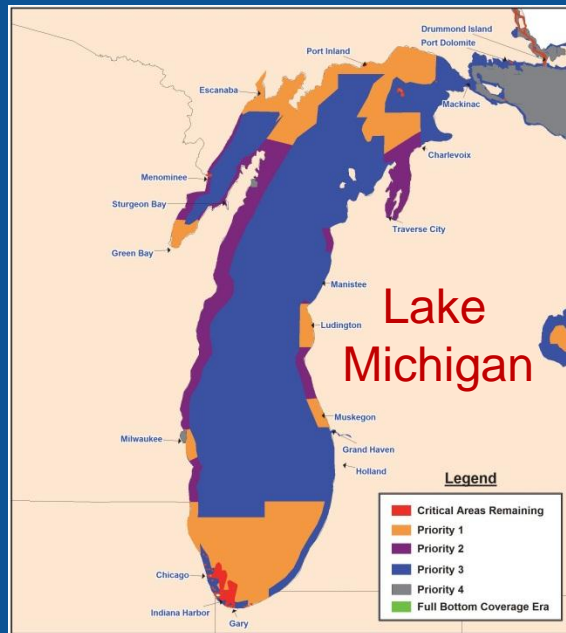 Drummond Island
Port Dolomite
Port Inland
Escanaba
Mackinac
Charlevoix
Menominee
Sturgeon Bay
Traverse City
Green Bay
Manistee
Lake
Michigan
Ludington
Muskegon
Milwaukee
Grand Haven
Holland
Legend
Critical Areas Remaining
Priority 1
Priority 2
Priority 3
Priority 4
Full Bottom Coverage Era
Chicago
Indiana Harbor
Gary